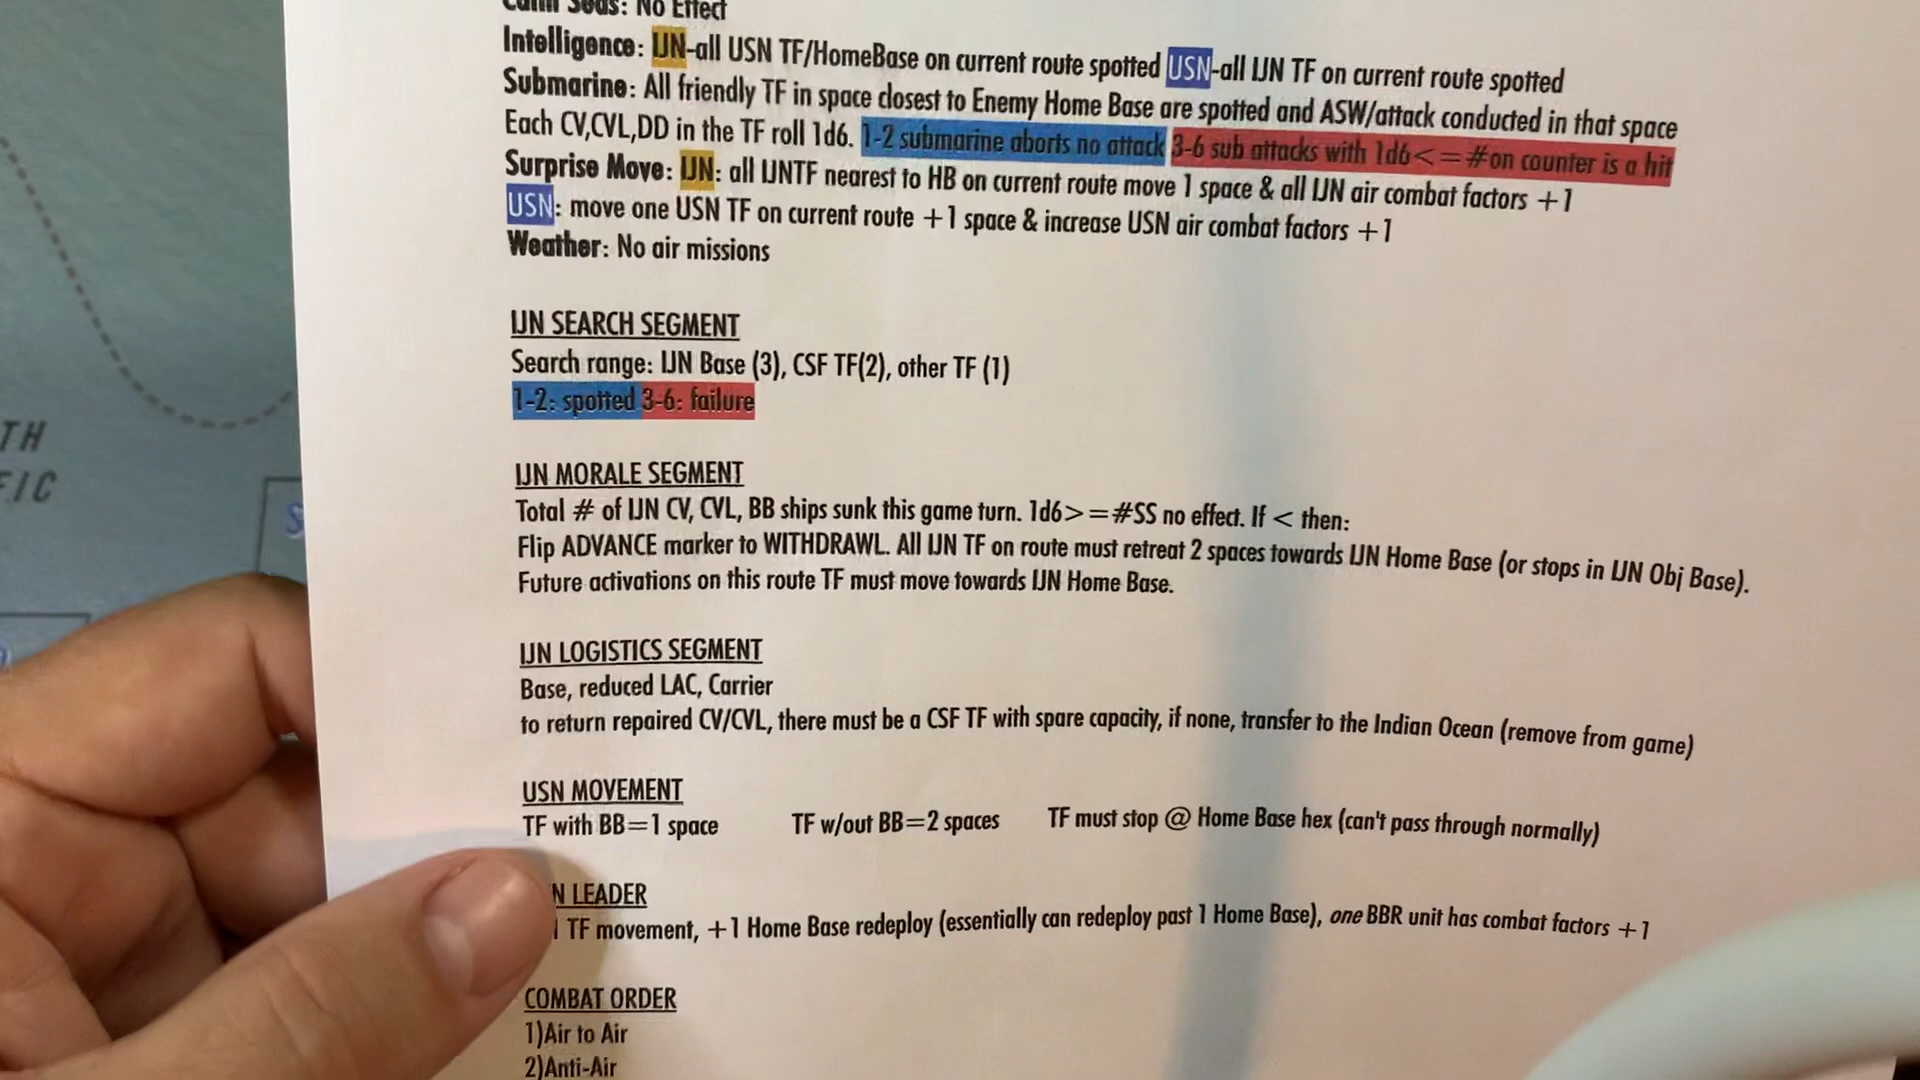 Calm Seas: No Effect
Intelligence: IJN-all USN TF/HomeBase on current route spotted USN-all IJN TF on current route spotted
Submarine: All friendly TF in space closest to Enemy Home Base are spotted and ASW/attack conducted in that space
Each CV,CVL,DD in the TF roll 1d6. 1-2 submarine aborts no attack 3-6 sub attacks with 1d6<=#on counter is a hit
Surprise Move: IJN: all IJNTF nearest to HB on current route move 1 space & all IJN air combat factors +1
USN: move one USN TF on current route +1 space & increase USN air combat factors +1
Weather: No air missions
IJN SEARCH SEGMENT
Search range: IJN Base (3), CSF TF(2), other TF (1)
1-2: spotted 3-6: failure
TH
FIC
S
IJN MORALE SEGMENT
Total # of IJN CV, CVL, BB ships sunk this game turn. 1d6>=#SS no effect. If < then:
Flip ADVANCE marker to WITHDRAWL. All IJN TF on route must retreat 2 spaces towards IJN Home Base (or stops in IJN Obj Base).
Future activations on this route TF must move towards IJN Home Base.
IJN LOGISTICS SEGMENT
Base, reduced LAC, Carrier
to return repaired CV/CVL, there must be a CSF TF with spare capacity, if none, transfer to the Indian Ocean (remove from game)
USN MOVEMENT
TF with BB=1 space TF w/out BB=2 spaces TF must stop @ Home Base hex (can't pass through normally)
N LEADER
TF movement, +1 Home Base redeploy (essentially can redeploy past 1 Home Base), one BBR unit has combat factors +1
COMBAT ORDER
1)Air to Air
2)Anti-Air